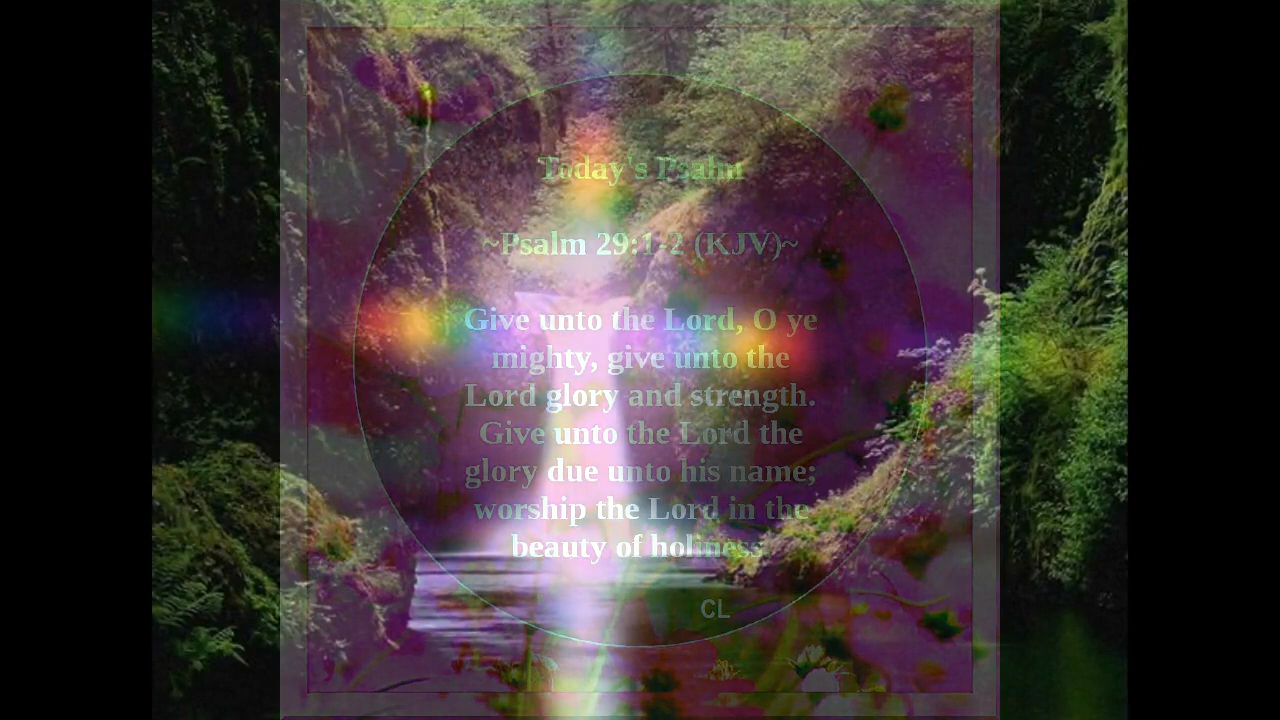 Today's Psalm
~Psalm 29:1-2 (KJV)~
Give unto the Lord, O ye
mighty, give unto the
Lord glory and strength.
Give unto the Lord the
glory due unto his name;
worship the Lord in the
beauty of holiness
CL